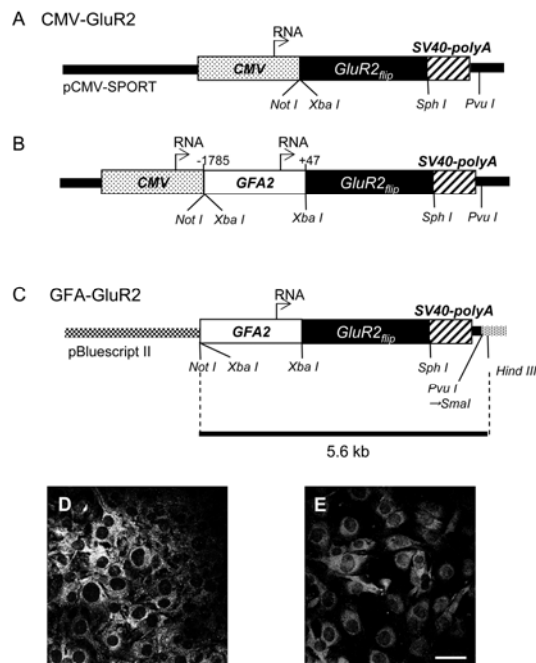 A CMV-GluR2
RNA
SV40-polyA
CMV
GluR2flip
pCMV-SPORT
Not I
Xba I
Sph I
Pvu I
B
RNA
-1785
RNA
+47
SV40-polyA
CMV
GFA2
GluR2flip
Not I
Xba I
Xba I
Sph I
Pvu I
C GFA-GluR2
RNA
SV40-polyA
GFA2
GluR2flip
pBluescript II
Not I
Xba I
Xba I
Sph I
Hind III
Pvu I
→SmaI
5.6 kb
D
E